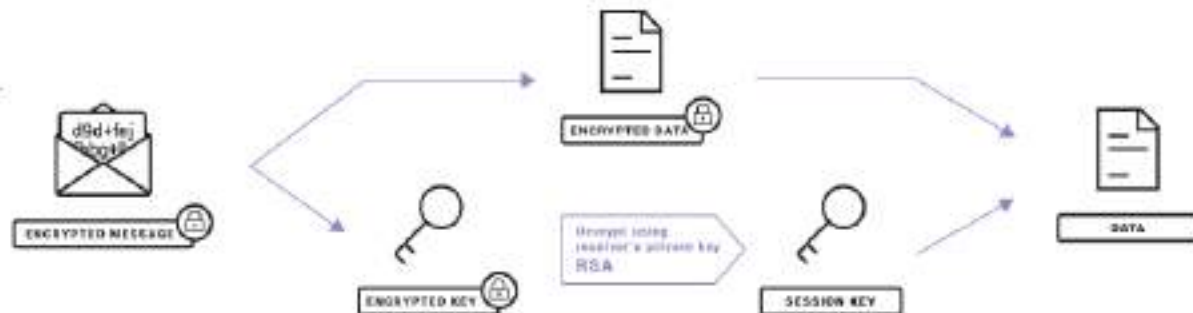 d9d+fej
ENCRYPTED MESSAGE
ENCRYPTED DATA
ENCRYPTED KEY
Decrypt using
receiver's private key
RSA
SESSION KEY
DATA